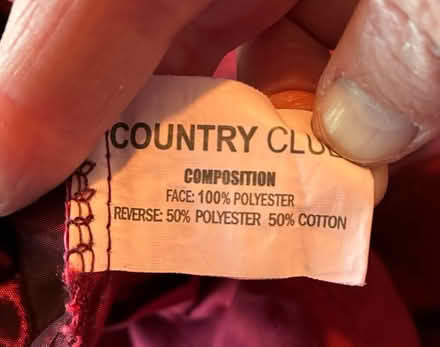 COUNTRY CLUB
COMPOSITION
FACE: 100% POLYESTER
REVERSE: 50% POLYESTER 50% COTTON